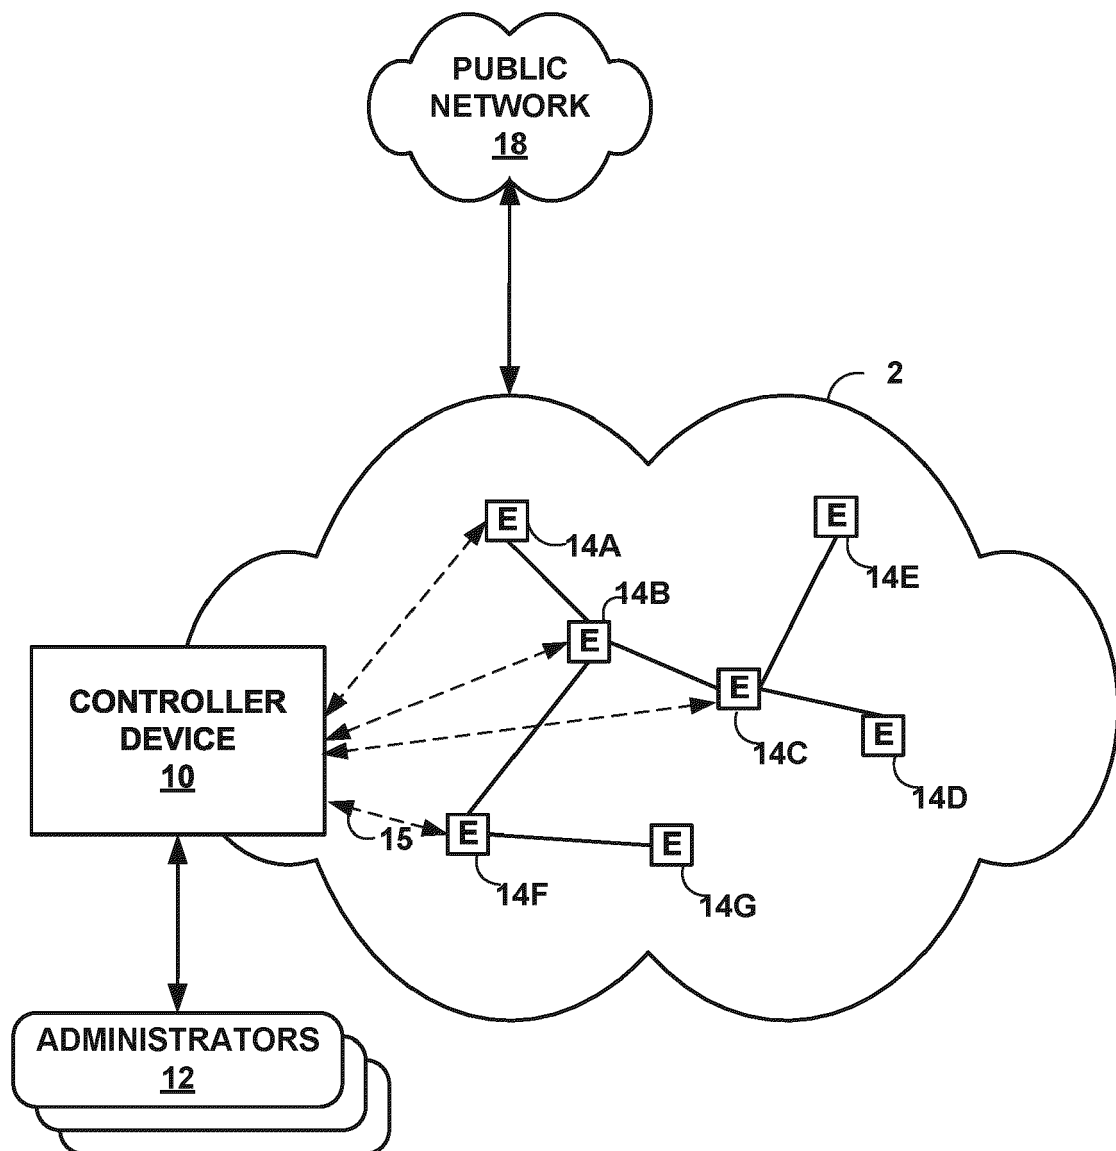 PUBLIC
NETWORK
18
2
E
14A
E
14E
14B
E
E
14C
E
14D
CONTROLLER
DEVICE
10
15
E
14F
E
14G
ADMINISTRATORS
12